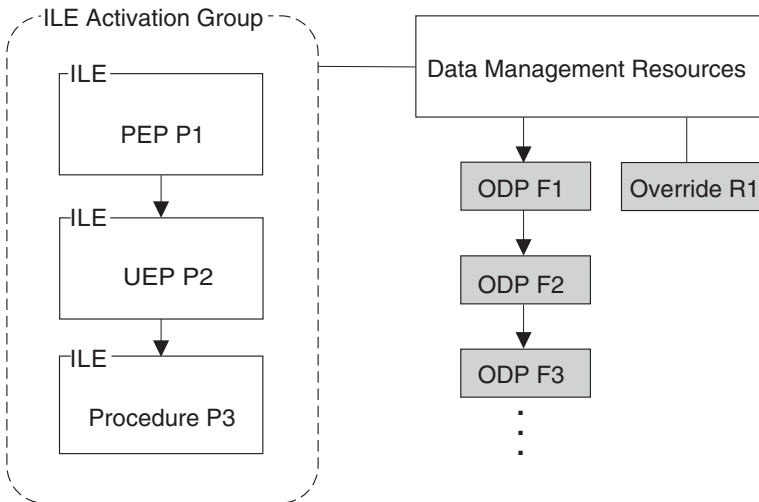 ILE Activation Group
ILE
PEP P1
ILE
UEP P2
ILE
Procedure P3
Data Management Resources
ODP F1
Override R1
ODP F2
ODP F3